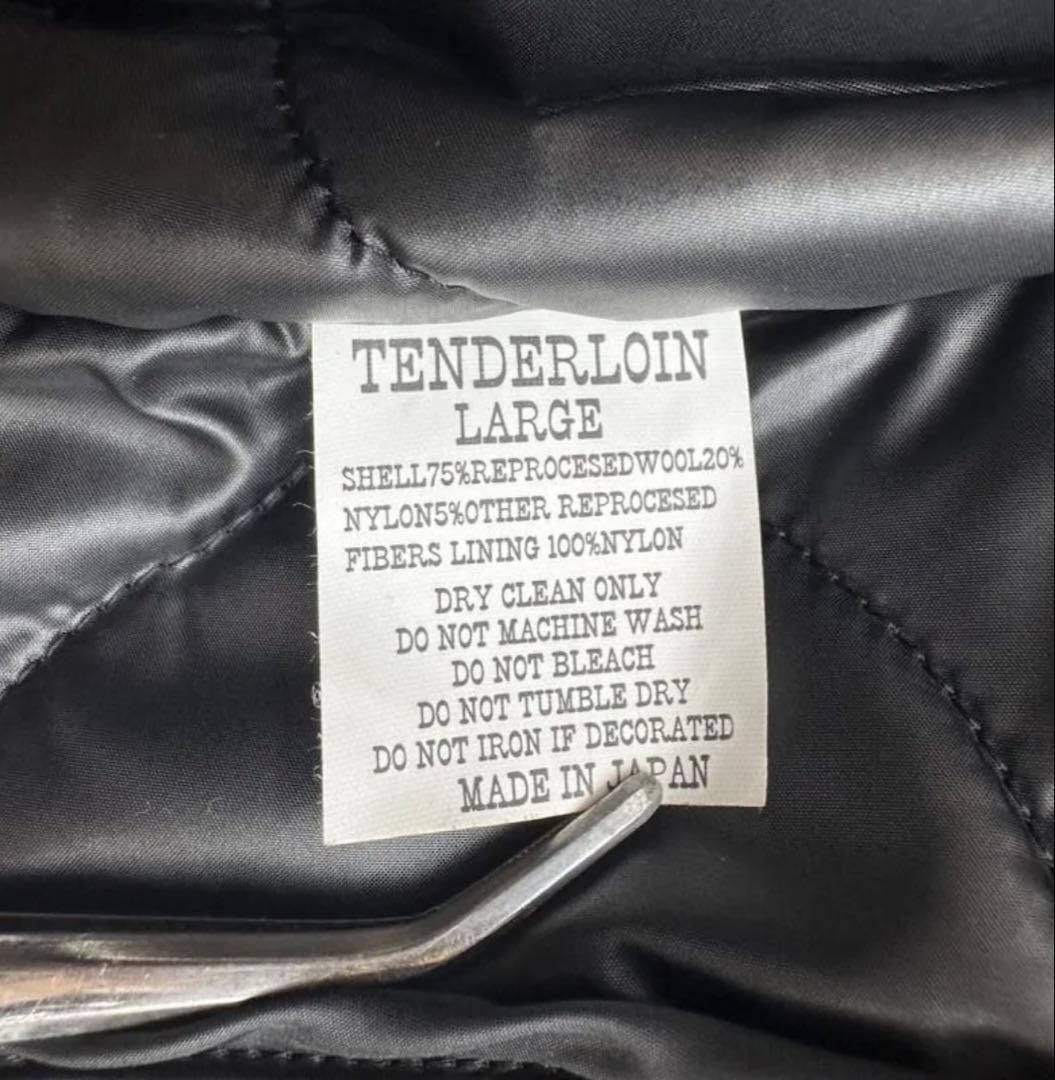 TENDERLOIN
LARGE
SHELL75%REPROCESEDWOOL20%
NYLON5%OTHER REPROCESED
FIBERS LINING 100%NYLON
DRY CLEAN ONLY
DO NOT MACHINE WASH
DO NOT BLEACH
DO NOT TUMBLE DRY
DO NOT IRON IF DECORATED
MADE IN JAPAN